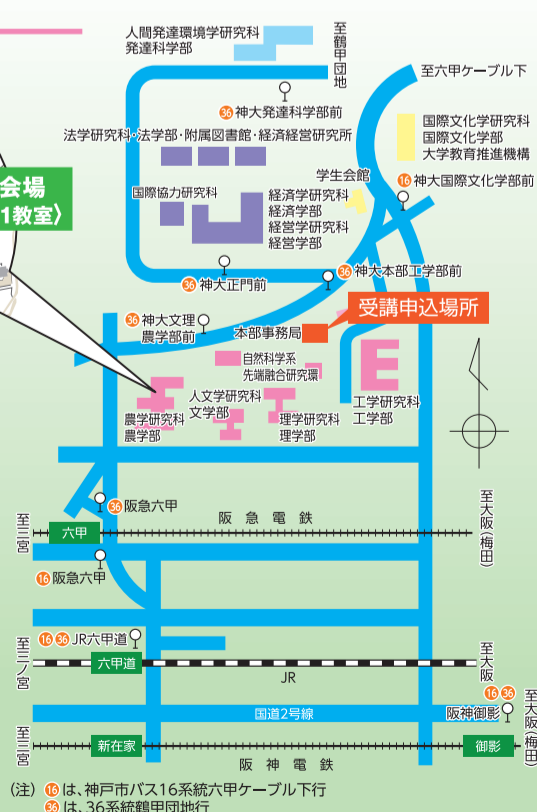 人間発達環境学研究科
発達科学部
至鶴甲団地
至六甲ケーブル下
36 神大発達科学部前
国際文化学研究科
国際文化学部
大学教育推進機構
法学研究科・法学部・附属図書館・経済経営研究所
学生会館
16 神大国際文化学部前
会場
1教室〉
国際協力研究科
経済学研究科
経済学部
経営学研究科
経営学部
36 神大正門前
36 神大本部工学部前
受講申込場所
36 神大文理
農学部前
本部事務局
自然科学系
先端融合研究環
人文学研究科
文学部
農学研究科
農学部
理学研究科
理学部
工学研究科
工学部
36 阪急六甲
阪急電鉄
至三宮
六甲
至大阪(梅田)
16 阪急六甲
16 36 JR六甲道
至三ノ宮
六甲道
JR
至大阪
16 36
阪神御影
国道2号線
至三宮
新在家
阪神電鉄
御影
至大阪(梅田)
(注) 16 は、神戸市バス16系統六甲ケーブル下行
36 は、36系統鶴甲団地行